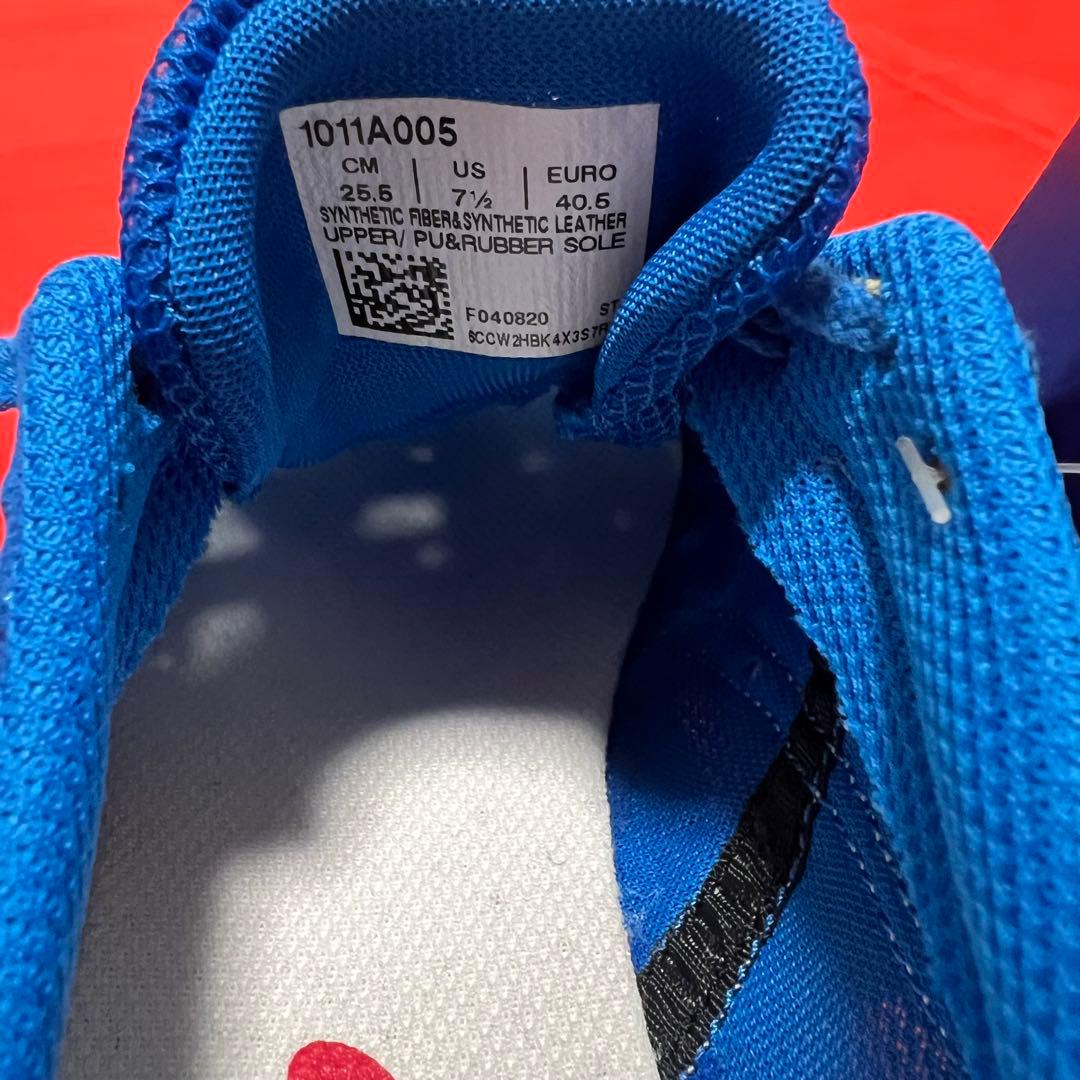 1011A005
CM | US | EURO
25.5 | 7½ | 40.5
SYNTHETIC FIBER&SYNTHETIC LEATHER
UPPER/ PU&RUBBER SOLE
F040820 ST